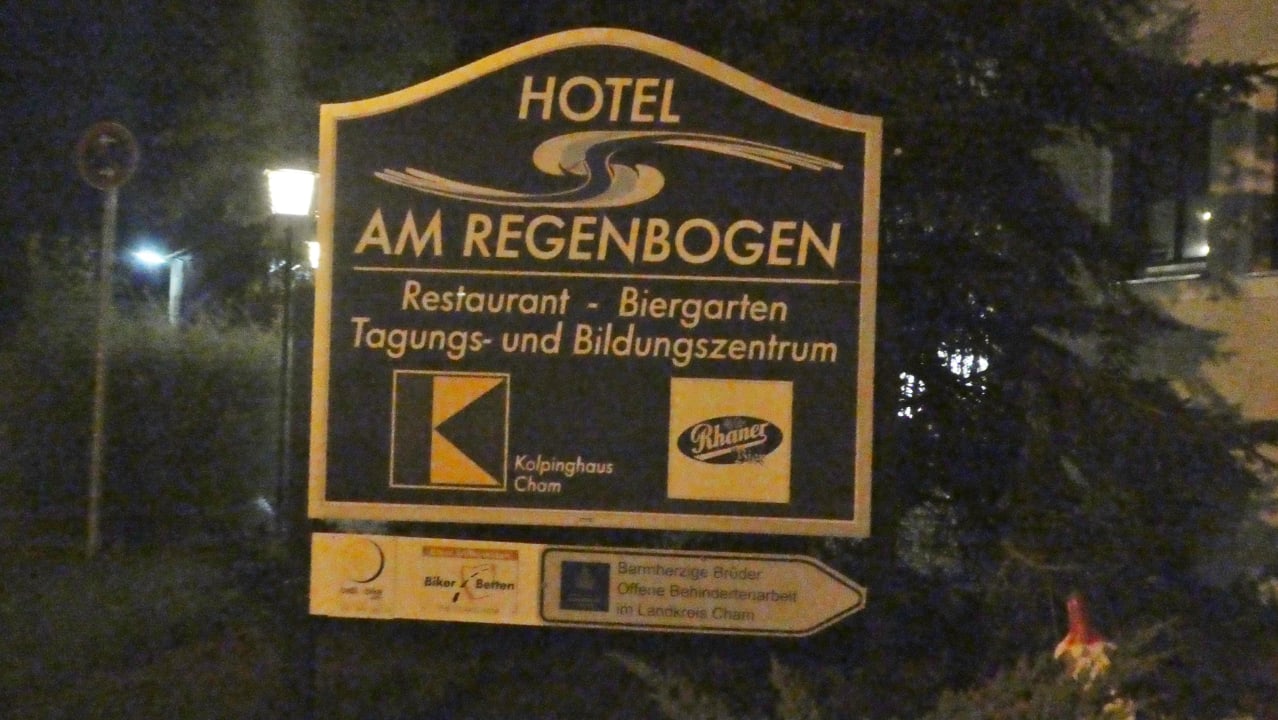 HOTEL
AM REGENBOGEN
Restaurant - Biergarten
Tagungs- und Bildungszentrum
Kolpinghaus
Cham
Rhaner
Biker Betten
Barmherzige Brüder
Offene Behindertenarbeit
im Landkreis Cham